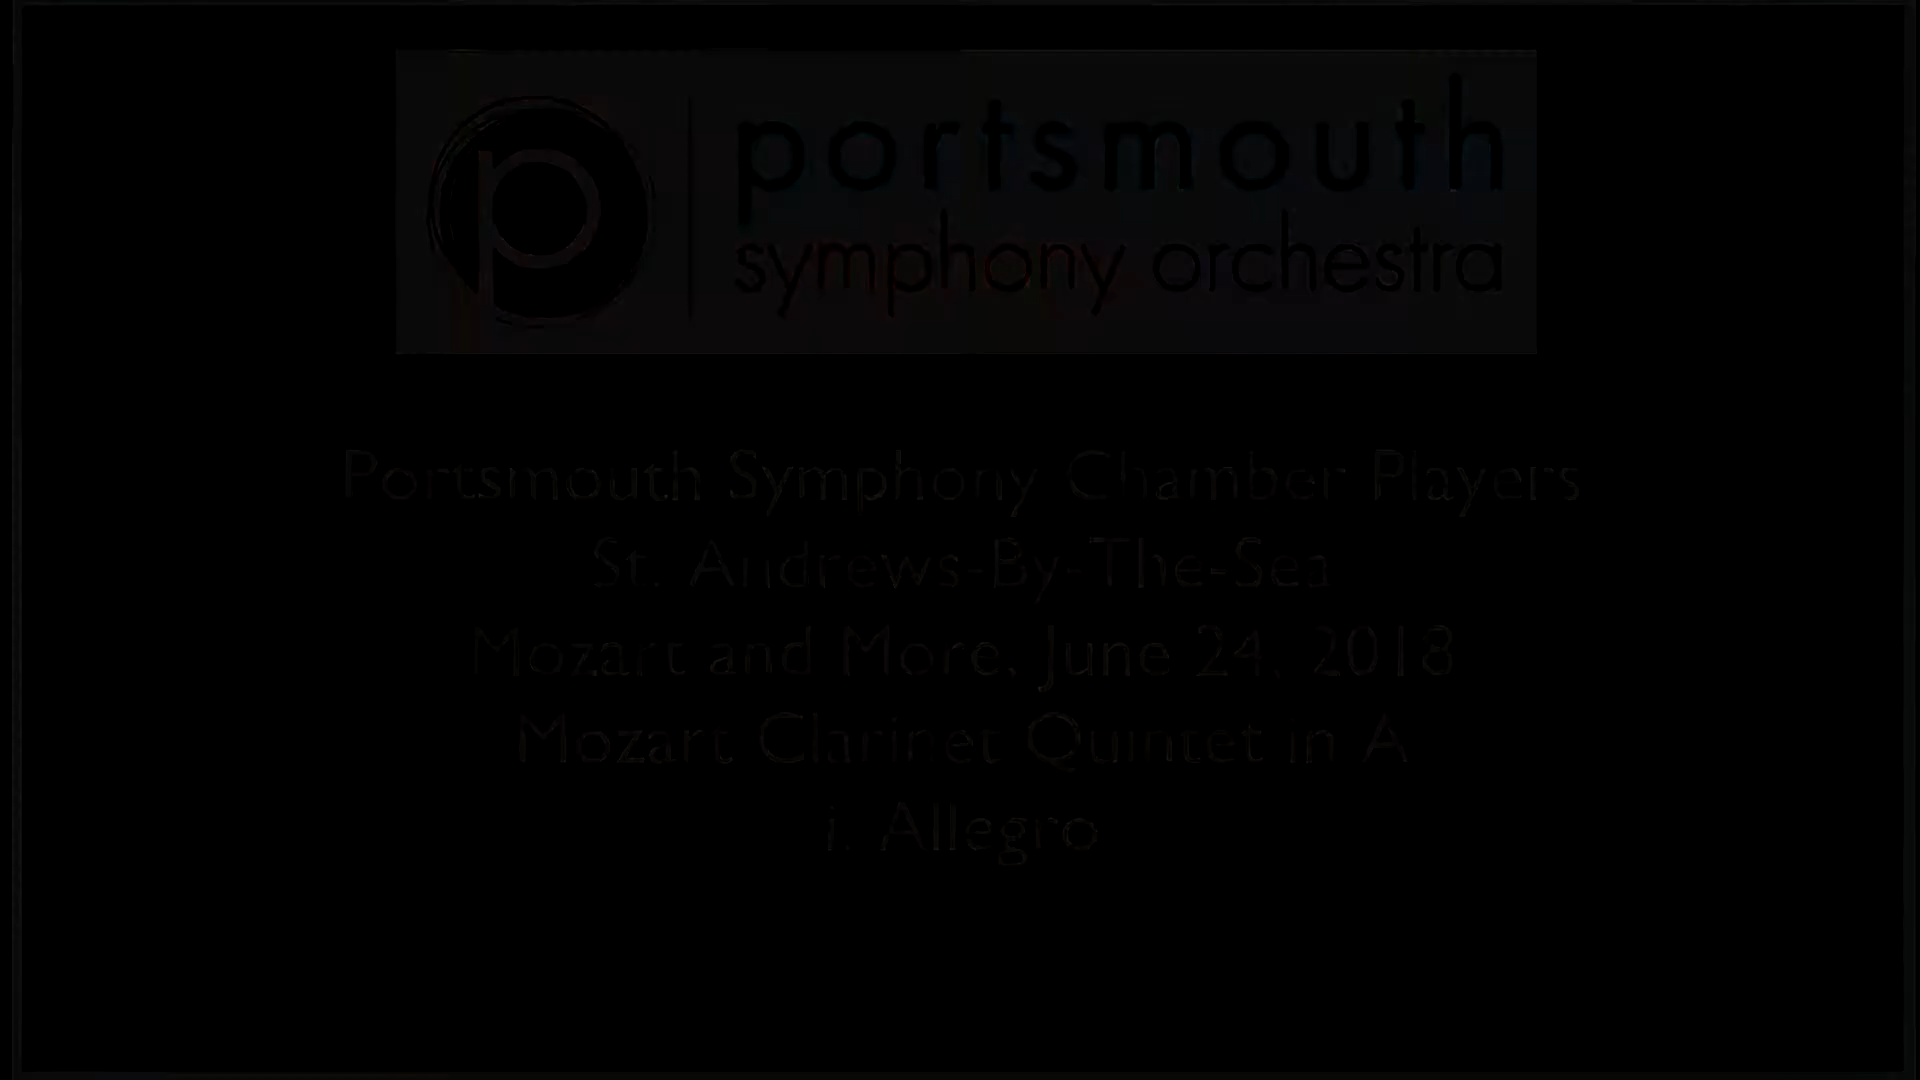 portsmouth
symphony orchestra
Portsmouth Symphony Chamber Players
St. Andrews-By-The-Sea
Mozart and More, June 24, 2018
Mozart Clarinet Quintet in A
i. Allegro